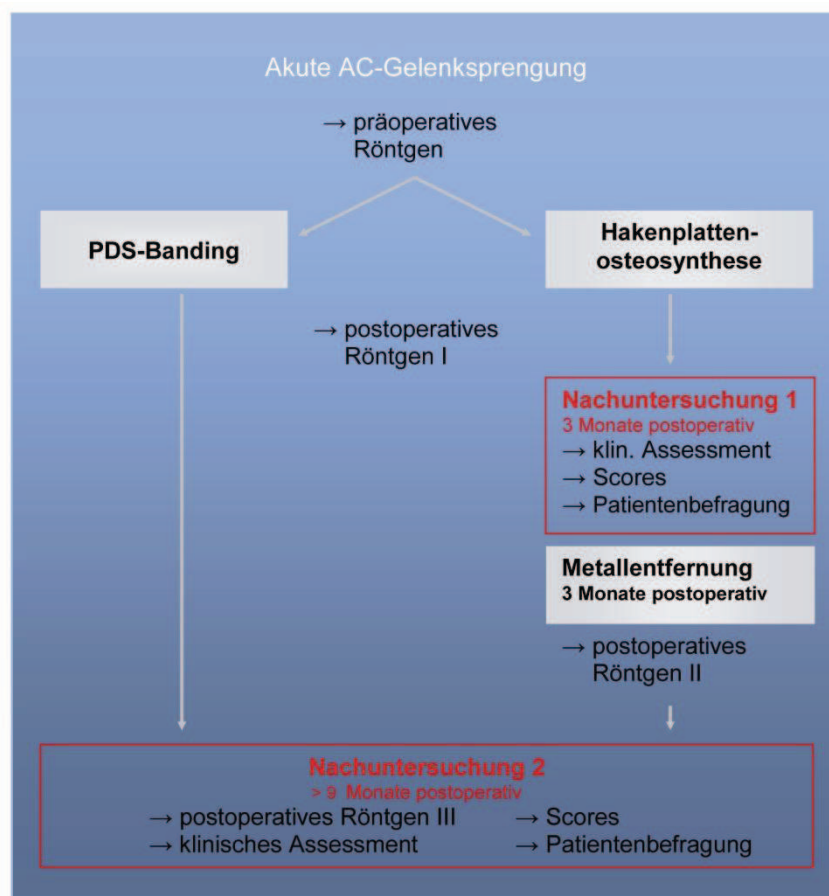 Akute AC-Gelenksprengung
→ präoperatives
Röntgen
PDS-Banding
Hakenplatten-
osteosynthese
→ postoperatives
Röntgen I
Nachuntersuchung 1
3 Monate postoperativ
→ klin. Assessment
→ Scores
→ Patientenbefragung
Metallentfernung
3 Monate postoperativ
→ postoperatives
Röntgen II
Nachuntersuchung 2
> 9 Monate postoperativ
→ postoperatives Röntgen III
→ klinisches Assessment
→ Scores
→ Patientenbefragung